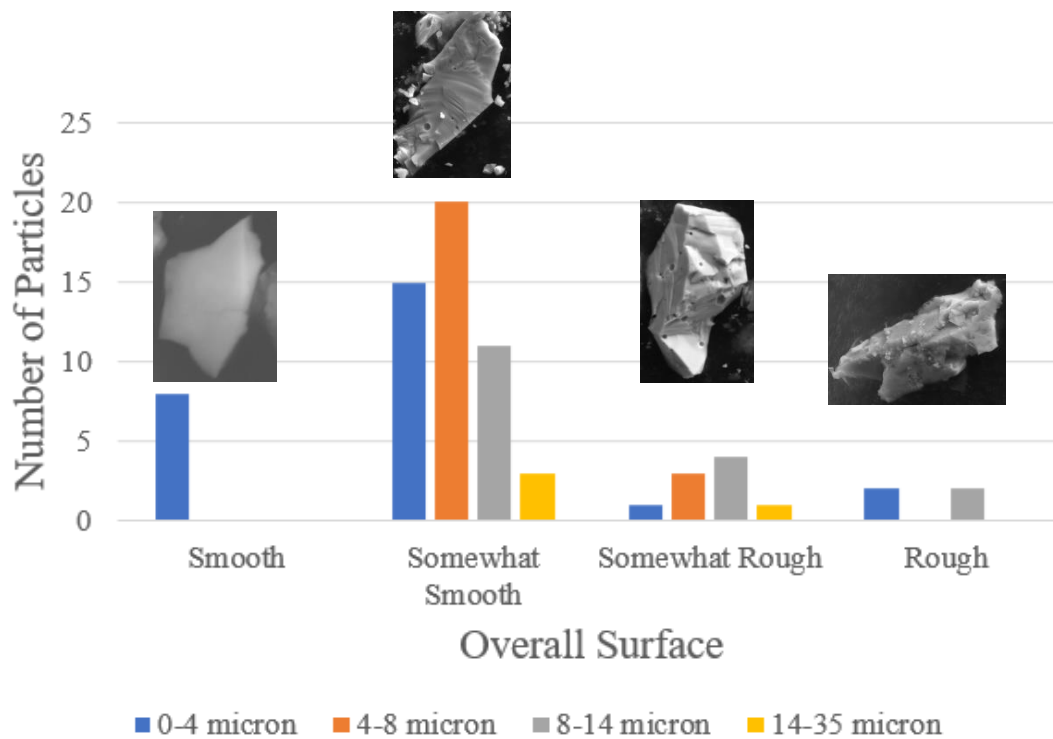 Number of Particles
25
20
15
10
5
0
Smooth
Somewhat
Smooth
Somewhat Rough
Rough
Overall Surface
0-4 micron
4-8 micron
8-14 micron
14-35 micron